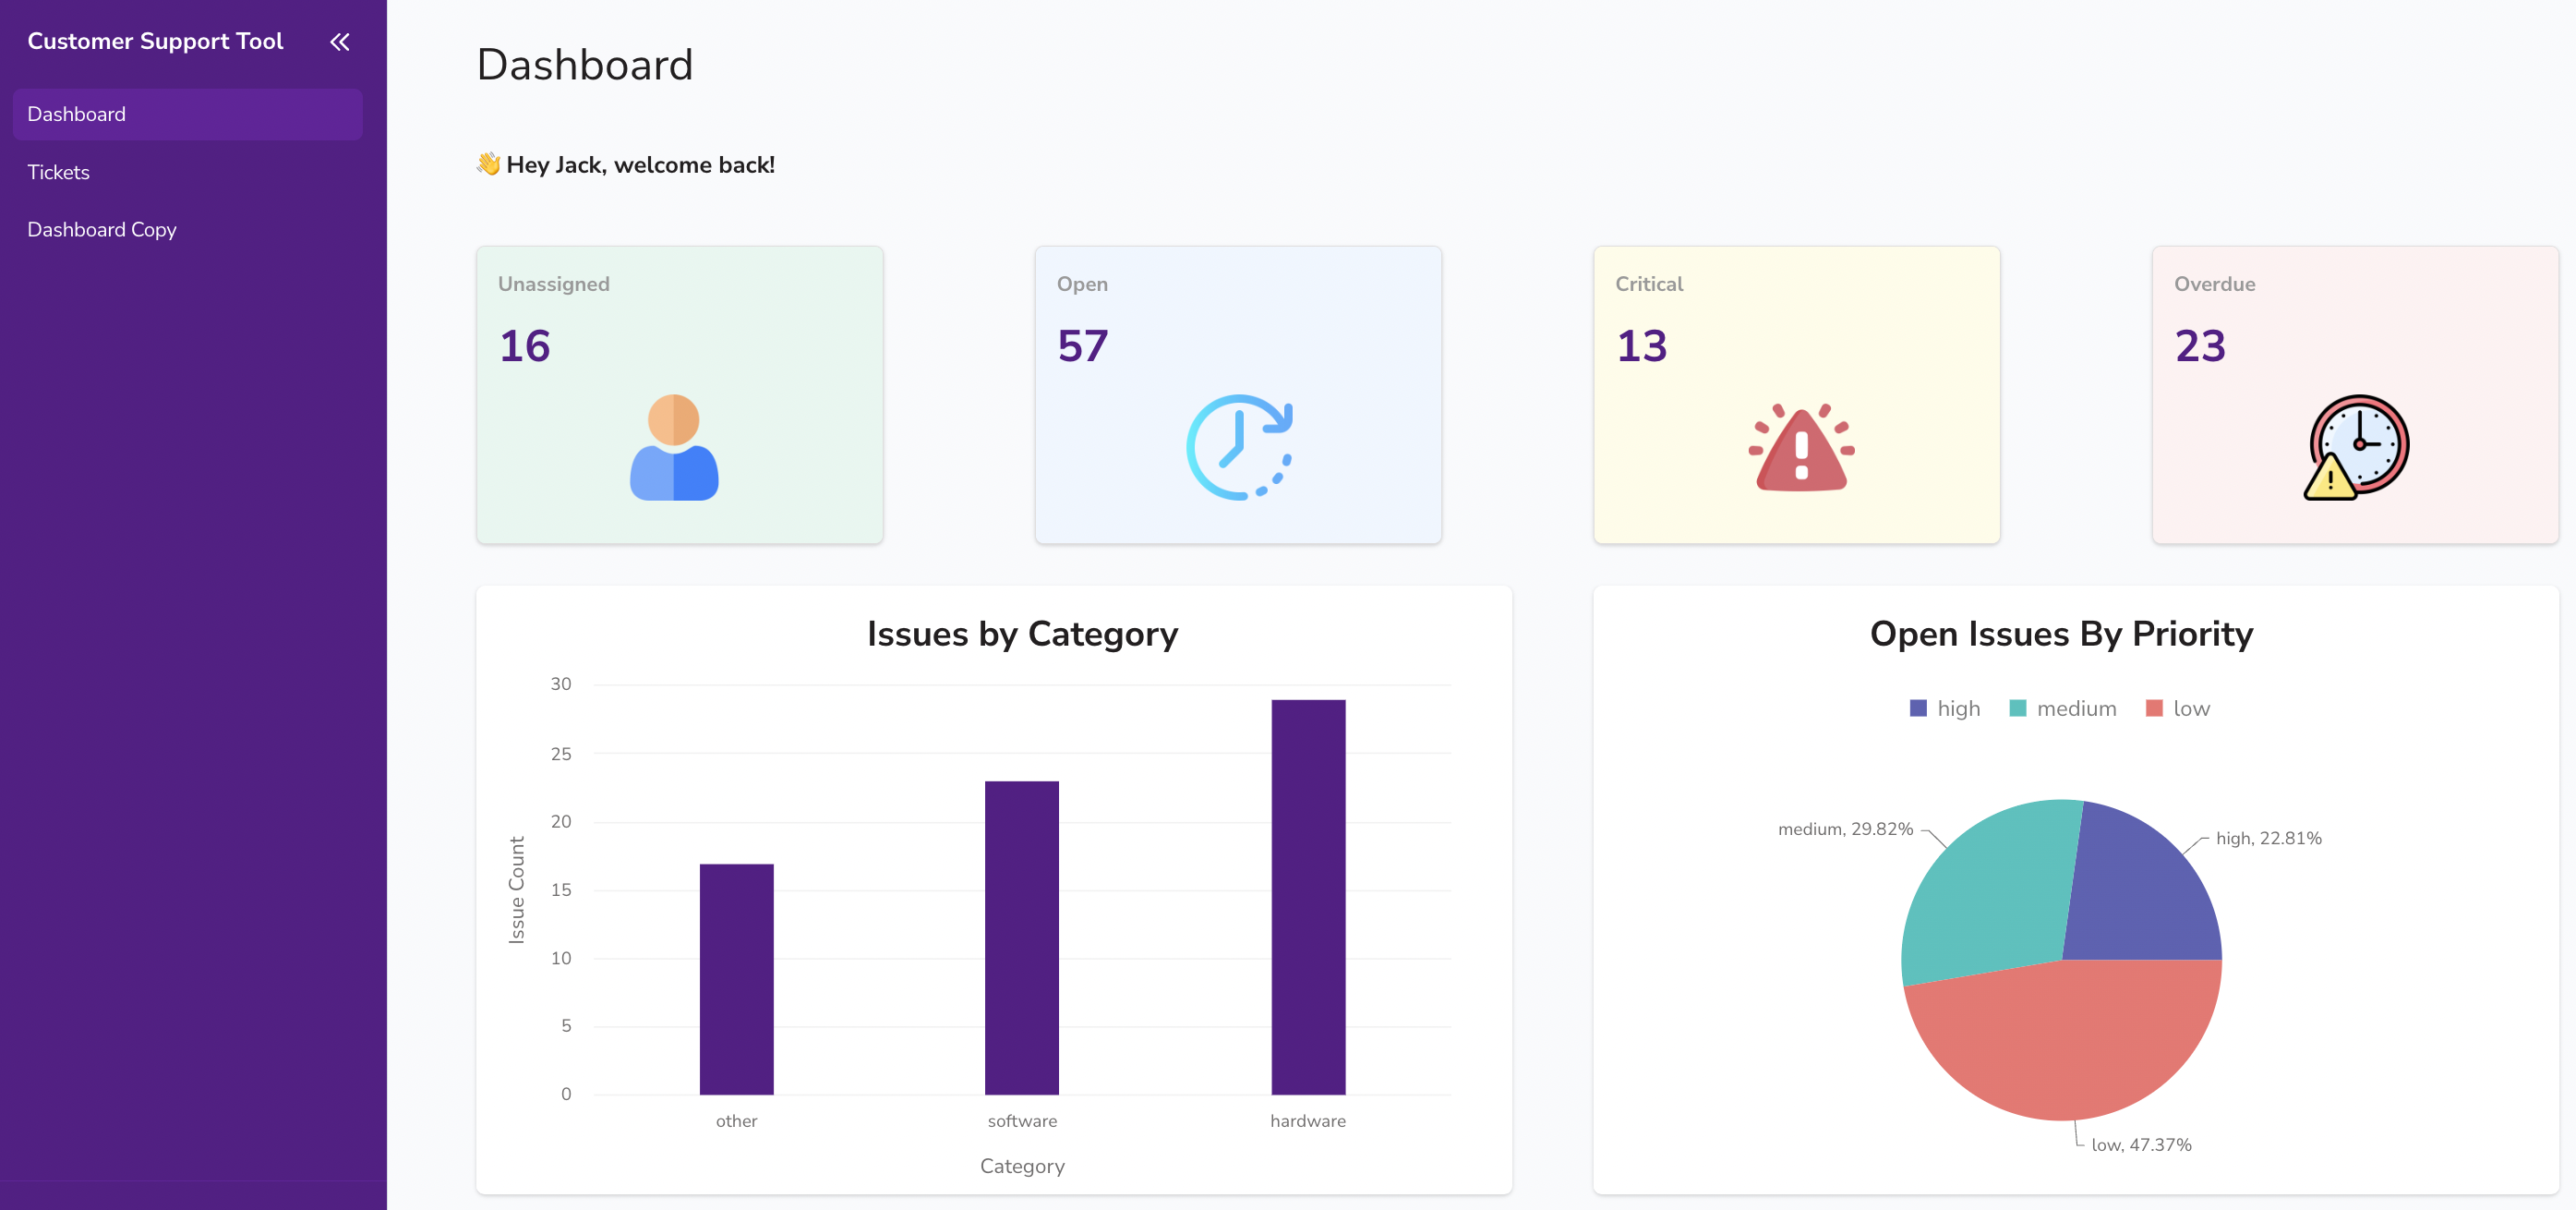 Customer Support Tool
Dashboard
Tickets
Dashboard Copy
Dashboard
👋 Hey Jack, welcome back!
Unassigned
16
Open
57
Critical
13
Overdue
23
Issues by Category
30
25
20
15
10
5
0
Issue Count
other
software
hardware
Category
Open Issues By Priority
high
medium
low
medium, 29.82%
high, 22.81%
low, 47.37%